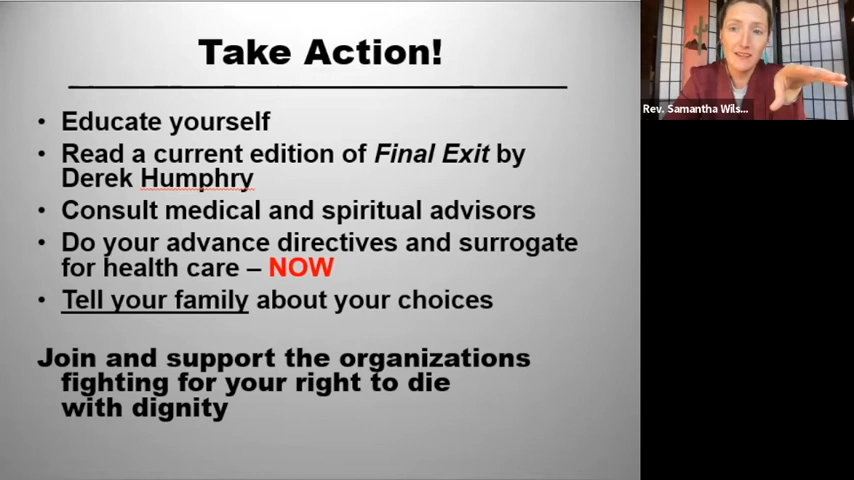 Take Action!
• Educate yourself
• Read a current edition of Final Exit by
Derek Humphry
• Consult medical and spiritual advisors
• Do your advance directives and surrogate
for health care – NOW
• Tell your family about your choices
Join and support the organizations
fighting for your right to die
with dignity
Rev. Samantha Wils...